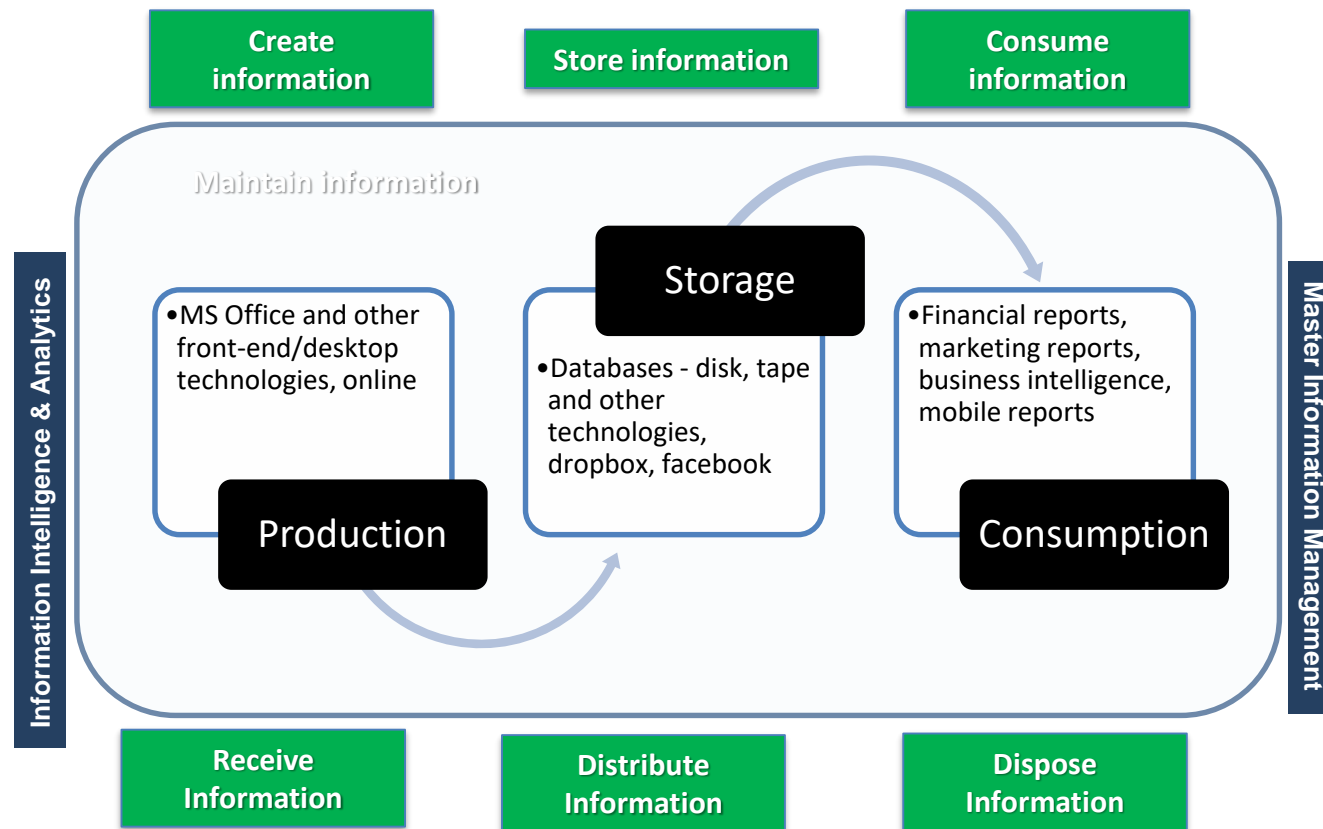 Create
information
Store information
Consume
information
Maintain information
Information Intelligence & Analytics
•MS Office and other
front-end/desktop
technologies, online
Production
Storage
•Databases - disk, tape
and other
technologies,
dropbox, facebook
•Financial reports,
marketing reports,
business intelligence,
mobile reports
Consumption
Master Information Management
Receive
Information
Distribute
Information
Dispose
Information